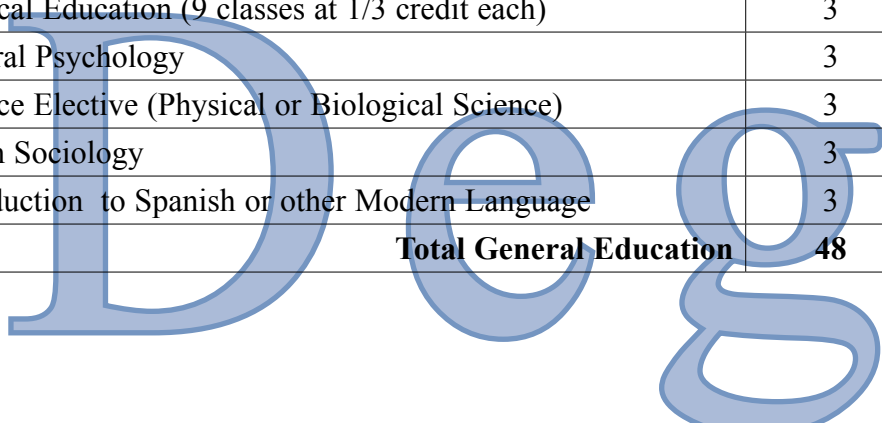 cal Education (9 classes at 1/3 credit each) 3
ral Psychology 3
ce Elective (Physical or Biological Science) 3
n Sociology 3
duction to Spanish or other Modern Language 3
Total General Education 48
Deg